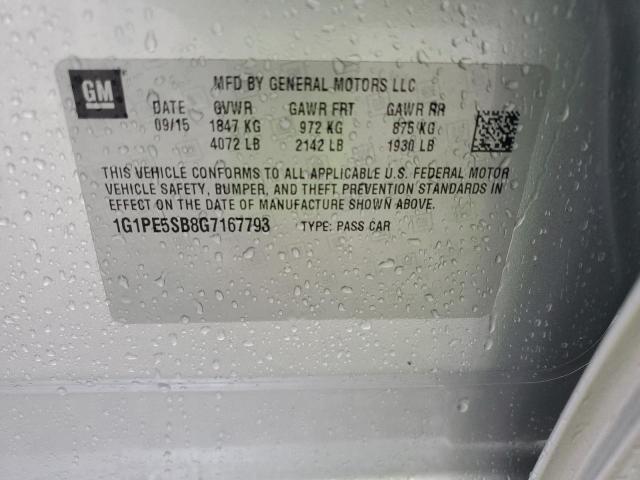 GM
MFD BY GENERAL MOTORS LLC
DATE GVWR GAWR FRT GAWR RR
09/15 1847 KG 972 KG 875 KG
4072 LB 2142 LB 1930 LB
THIS VEHICLE CONFORMS TO ALL APPLICABLE U.S. FEDERAL MOTOR
VEHICLE SAFETY, BUMPER, AND THEFT PREVENTION STANDARDS IN
EFFECT ON THE DATE OF MANUFACTURE SHOWN ABOVE.
1G1PE5SB8G7167793 TYPE: PASS CAR